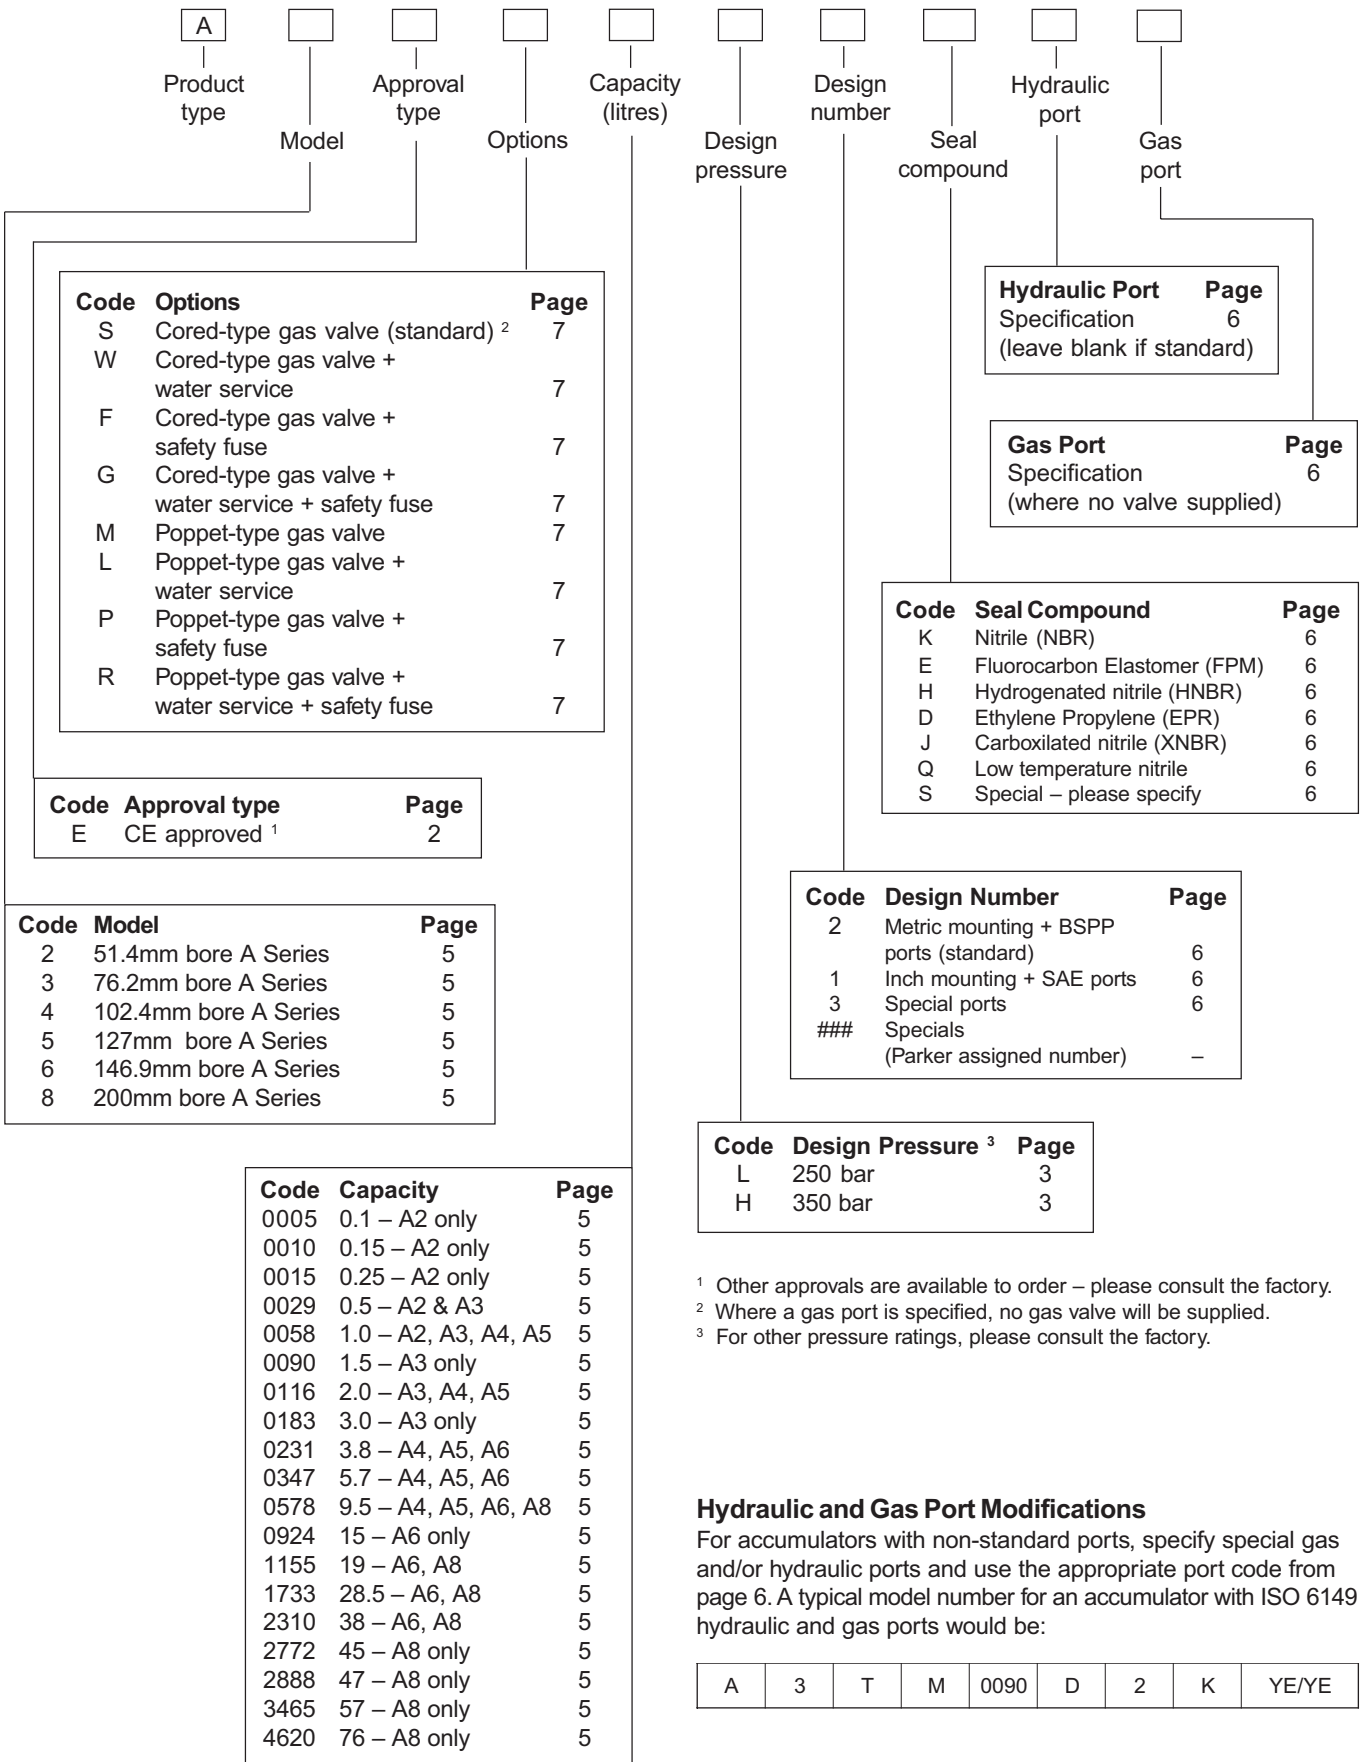 A
Product type
Model
Approval type
Options
Capacity (litres)
Design pressure
Design number
Seal compound
Hydraulic port
Gas port
Code Options Page
S Cored-type gas valve (standard) 2 7
W Cored-type gas valve +
water service 7
F Cored-type gas valve +
safety fuse 7
G Cored-type gas valve +
water service + safety fuse 7
M Poppet-type gas valve 7
L Poppet-type gas valve +
water service 7
P Poppet-type gas valve +
safety fuse 7
R Poppet-type gas valve +
water service + safety fuse 7
Hydraulic Port Page
Specification 6
(leave blank if standard)
Gas Port Page
Specification 6
(where no valve supplied)
Code Seal Compound Page
K Nitrile (NBR) 6
E Fluorocarbon Elastomer (FPM) 6
H Hydrogenated nitrile (HNBR) 6
D Ethylene Propylene (EPR) 6
J Carboxilated nitrile (XNBR) 6
Q Low temperature nitrile 6
S Special – please specify 6
Code Approval type Page
E CE approved 1 2
Code Design Number Page
2 Metric mounting + BSPP
ports (standard) 6
1 Inch mounting + SAE ports 6
3 Special ports 6
### Specials
(Parker assigned number) –
Code Model Page
2 51.4mm bore A Series 5
3 76.2mm bore A Series 5
4 102.4mm bore A Series 5
5 127mm bore A Series 5
6 146.9mm bore A Series 5
8 200mm bore A Series 5
Code Design Pressure 3 Page
L 250 bar 3
H 350 bar 3
Code Capacity Page
0005 0.1 – A2 only 5
0010 0.15 – A2 only 5
0015 0.25 – A2 only 5
0029 0.5 – A2 & A3 5
0058 1.0 – A2, A3, A4, A5 5
0090 1.5 – A3 only 5
0116 2.0 – A3, A4, A5 5
0183 3.0 – A3 only 5
0231 3.8 – A4, A5, A6 5
0347 5.7 – A4, A5, A6 5
0578 9.5 – A4, A5, A6, A8 5
0924 15 – A6 only 5
1155 19 – A6, A8 5
1733 28.5 – A6, A8 5
2310 38 – A6, A8 5
2772 45 – A8 only 5
2888 47 – A8 only 5
3465 57 – A8 only 5
4620 76 – A8 only 5
1 Other approvals are available to order – please consult the factory.
2 Where a gas port is specified, no gas valve will be supplied.
3 For other pressure ratings, please consult the factory.
Hydraulic and Gas Port Modifications
For accumulators with non-standard ports, specify special gas
and/or hydraulic ports and use the appropriate port code from
page 6. A typical model number for an accumulator with ISO 6149
hydraulic and gas ports would be:
A 3 T M 0090 D 2 K YE/YE